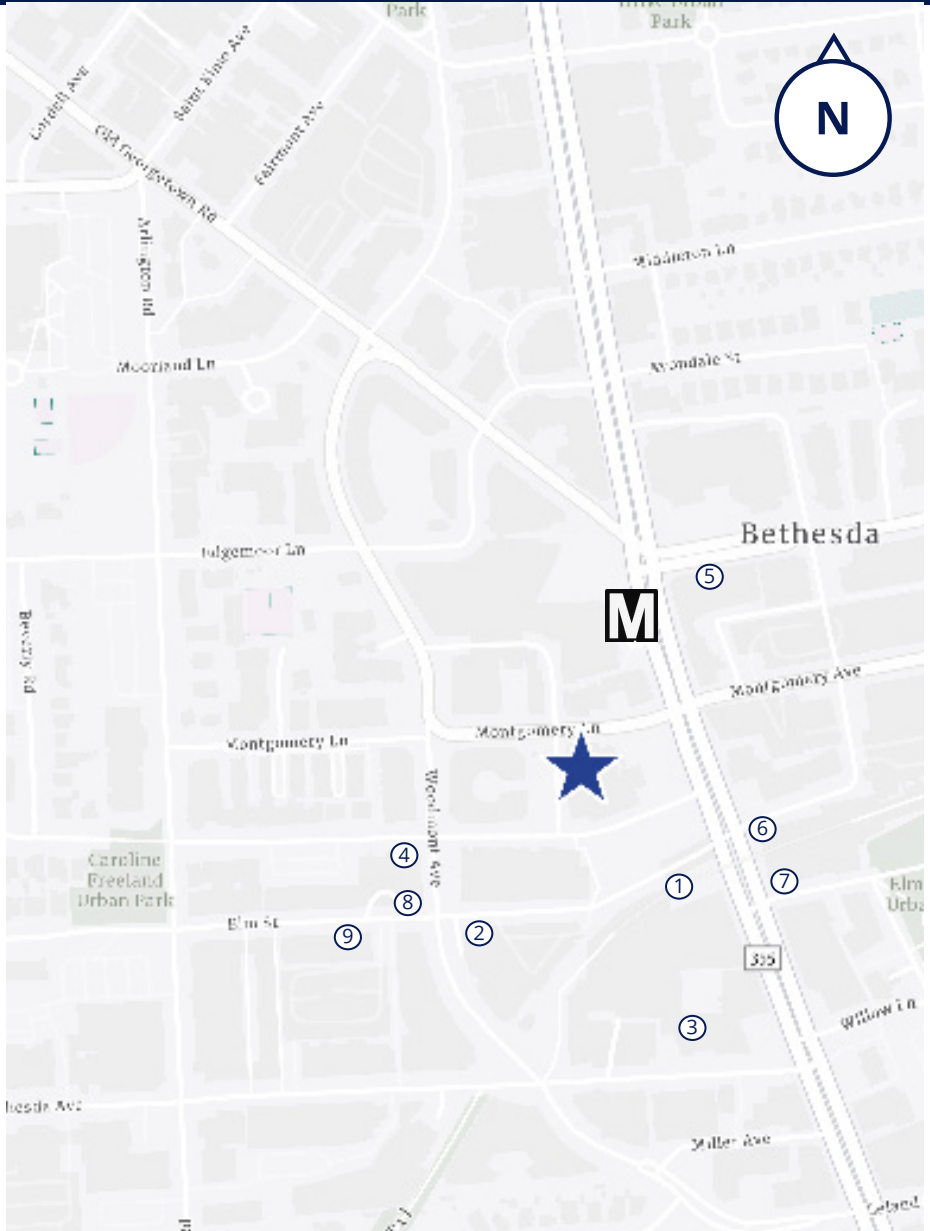 Park
Park
N
Cordell Ave
Saint Elmo Ave
Fairmont Ave
Old Georgetown Rd
Arlington Rd
Middleton Ln
Moorland Ln
Avondale St
Bethesda
Edgemoor Ln
5
M
Beverly Rd
Montgomery Ave
Montgomery Ln
Montgomery Ln
Woodmont Ave
6
4
Caroline
Freeland
Urban Park
1
7
Elm
Urba
8
Elm St
2
9
355
Willow Ln
3
hesda Ave
Miller Ave
Leland